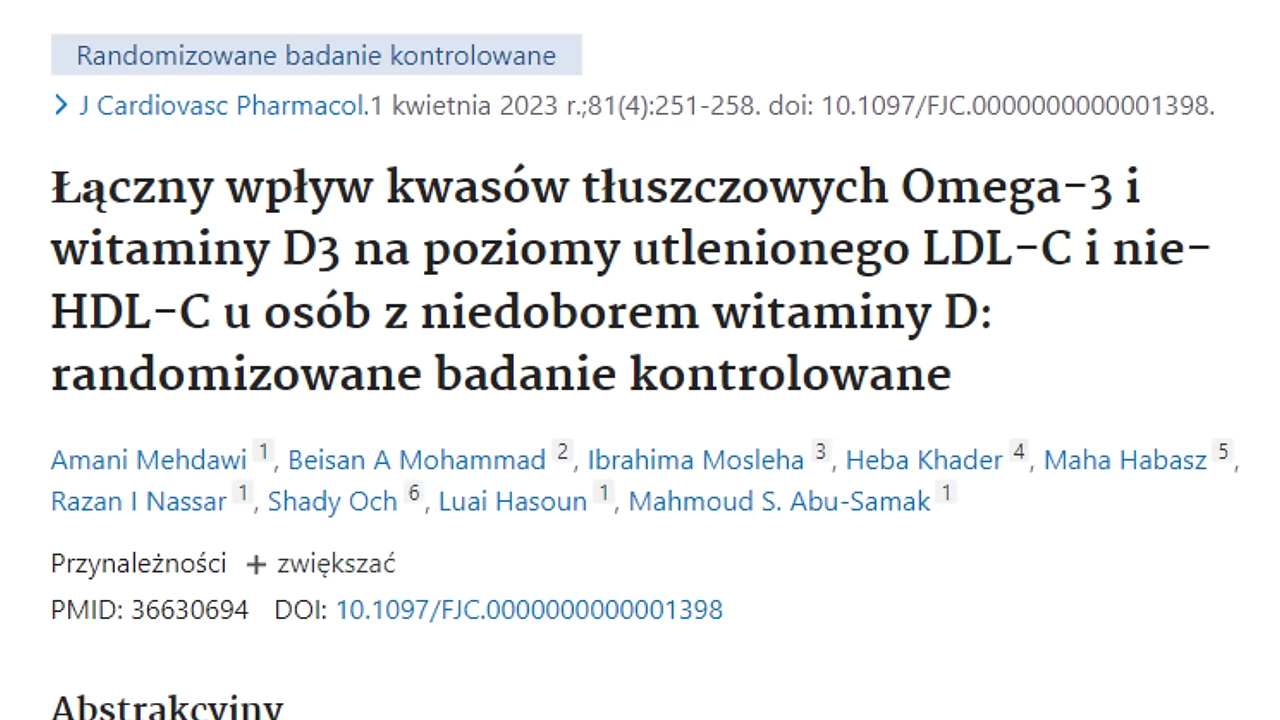 Randomizowane badanie kontrolowane
J Cardiovasc Pharmacol.1 kwietnia 2023 r.;81(4):251-258. doi: 10.1097/FJC.0000000000001398.
Łączny wpływ kwasów tłuszczowych Omega-3 i
witaminy D3 na poziomy utlenionego LDL-C i nie-
HDL-C u osób z niedoborem witaminy D:
randomizowane badanie kontrolowane
Amani Mehdawi 1, Beisan A Mohammad 2, Ibrahima Mosleha 3, Heba Khader 4, Maha Habasz 5,
Razan I Nassar 1, Shady Och 6, Luai Hasoun 1, Mahmoud S. Abu-Samak 1
Przynależności + zwiększać
PMID: 36630694 DOI: 10.1097/FJC.0000000000001398
Abstrakcyjny